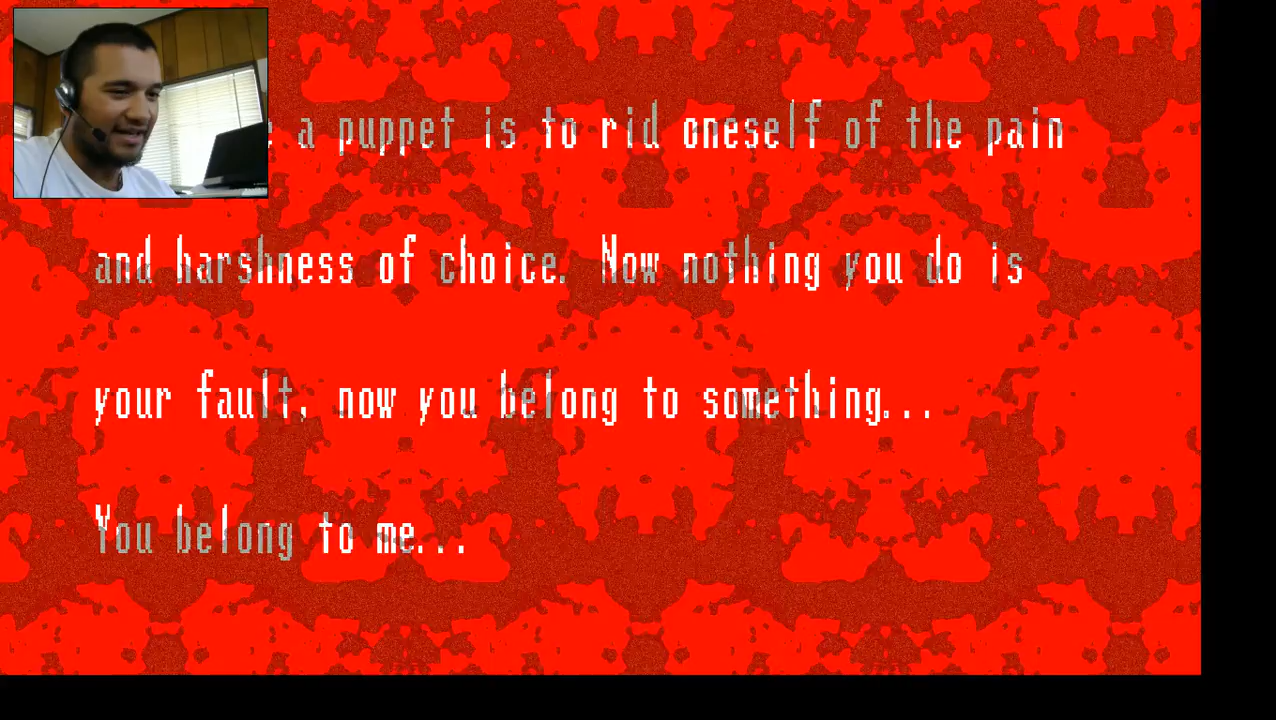 e a puppet is to rid oneself of the pain
and harshness of choice. Now nothing you do is
your fault, now you belong to something...
You belong to me...